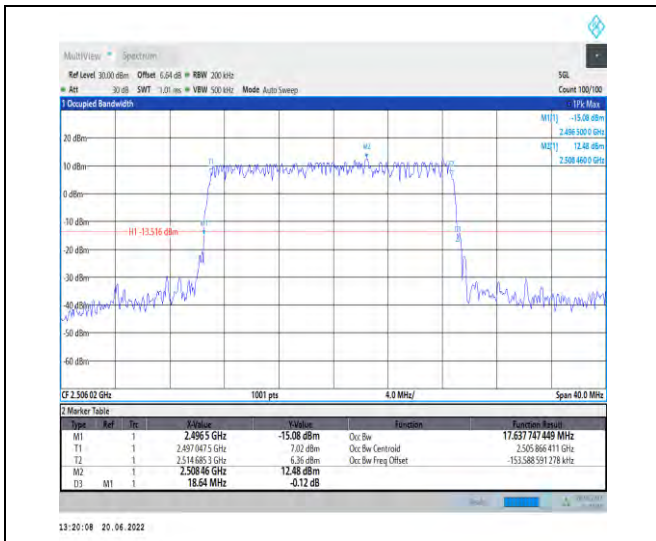 MultiView Spectrum
Ref Level 30.00 dBm Offset 6.64 dB RBW 200 kHz SGL
Att 30 dB SWT 1.01 ms VBW 500 kHz Mode Auto Sweep Count 100/100
1 Occupied Bandwidth 1Pk Max
M1[1] -15.08 dBm
2.496 500 0 GHz
M2[1] 12.48 dBm
2.508 460 0 GHz
20 dBm
M2
T1
10 dBm
0 dBm
-10 dBm
M1
H1 -13.516 dBm
-20 dBm
-30 dBm
-40 dBm
-50 dBm
-60 dBm
CF 2.506 02 GHz 1001 pts 4.0 MHz/ Span 40.0 MHz
2 Marker Table
Type Ref Trc X-Value Y-Value Function Function Result
M1 1 2.496 5 GHz -15.08 dBm Occ Bw 17.637 747 449 MHz
T1 1 2.497 047 5 GHz 7.02 dBm Occ Bw Centroid 2.505 866 411 GHz
T2 1 2.514 685 3 GHz 6.36 dBm Occ Bw Freq Offset -153.588 591 278 kHz
M2 1 2.508 46 GHz 12.48 dBm
D3 M1 1 18.64 MHz -0.12 dB
13:20:08 20.06.2022